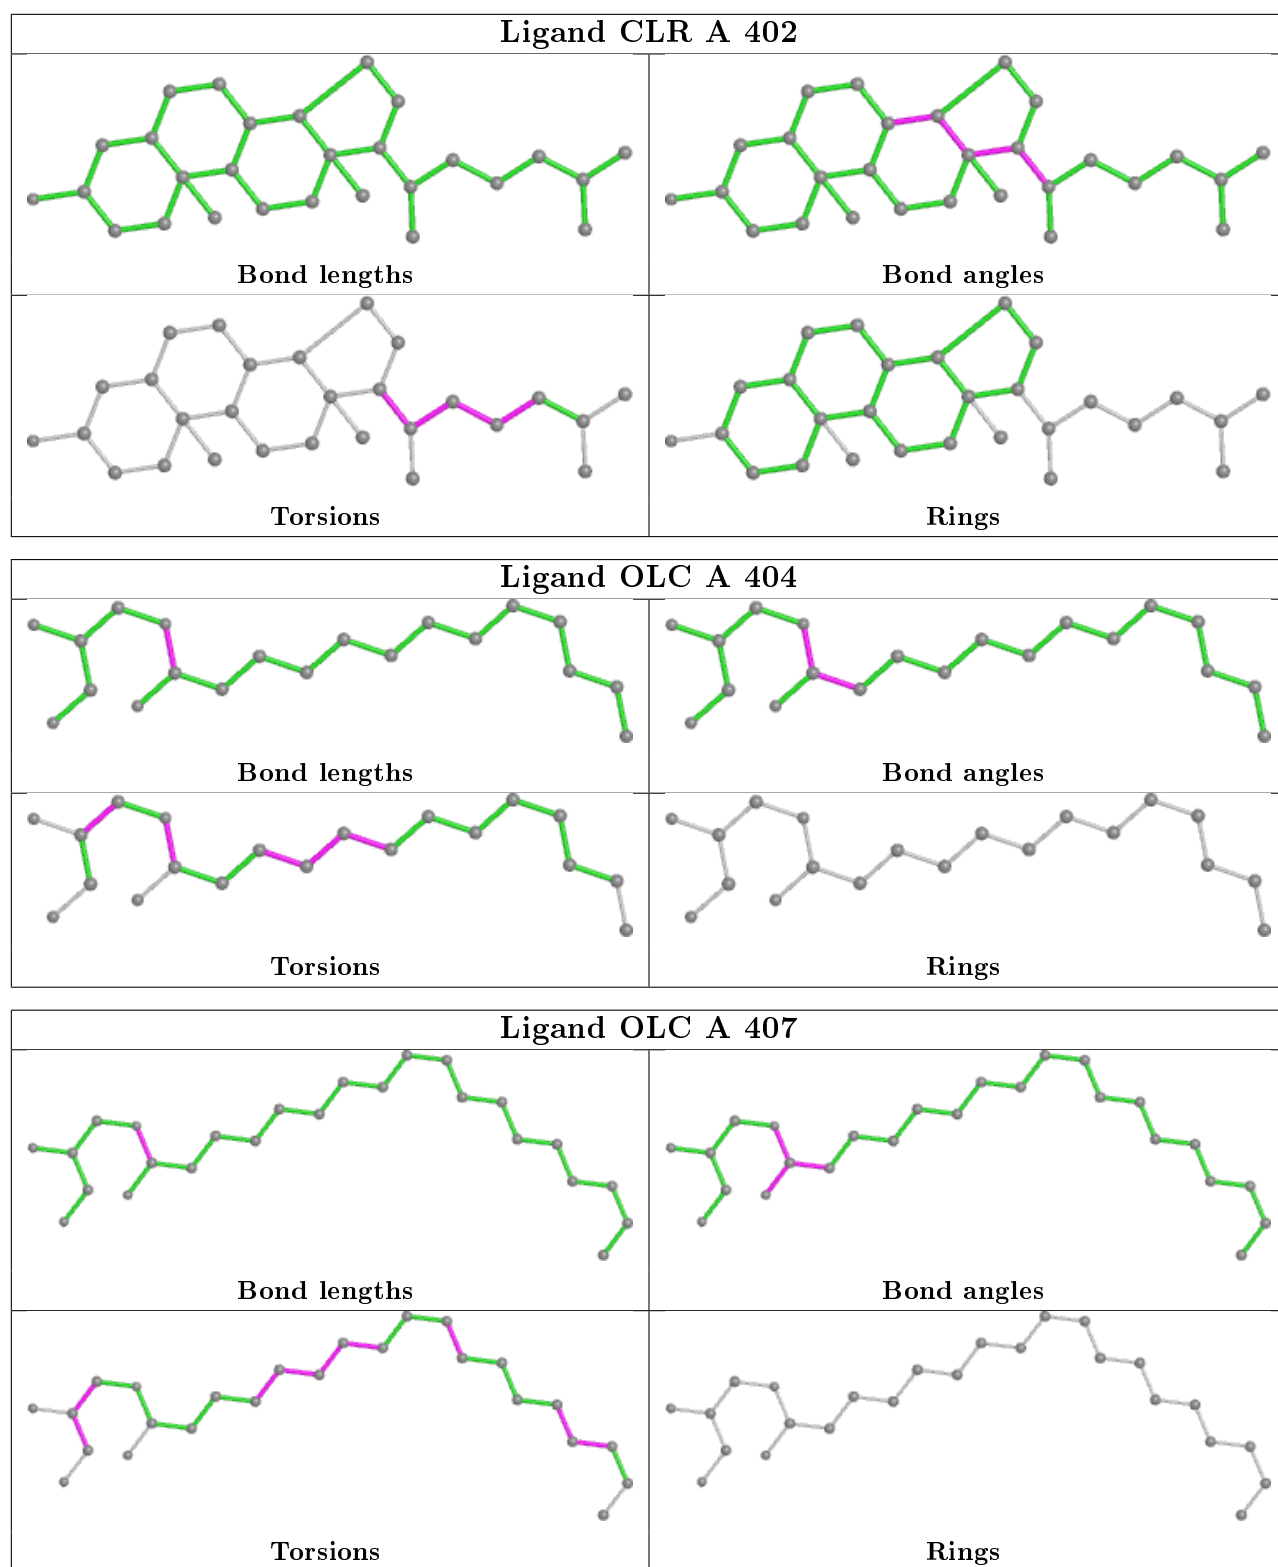 Ligand CLR A 402
Bond lengths
Bond angles
Torsions
Rings
Ligand OLC A 404
Bond lengths
Bond angles
Torsions
Rings
Ligand OLC A 407
Bond lengths
Bond angles
Torsions
Rings